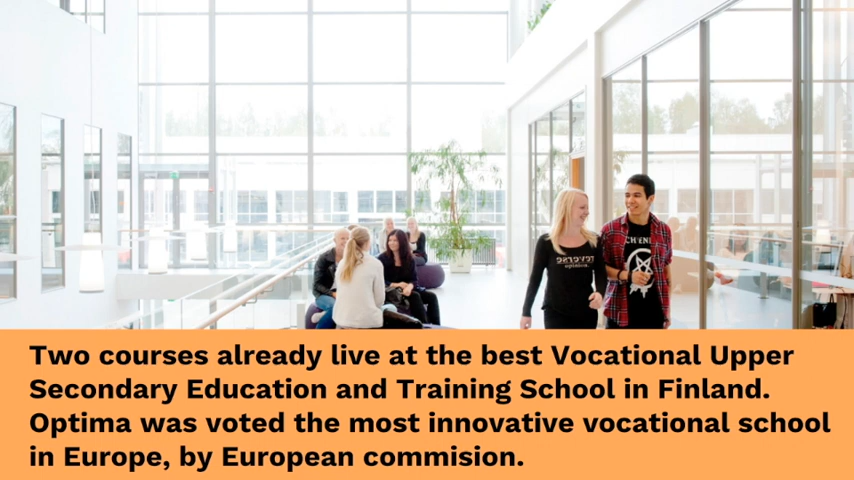 Two courses already live at the best Vocational Upper
Secondary Education and Training School in Finland.
Optima was voted the most innovative vocational school
in Europe, by European commision.